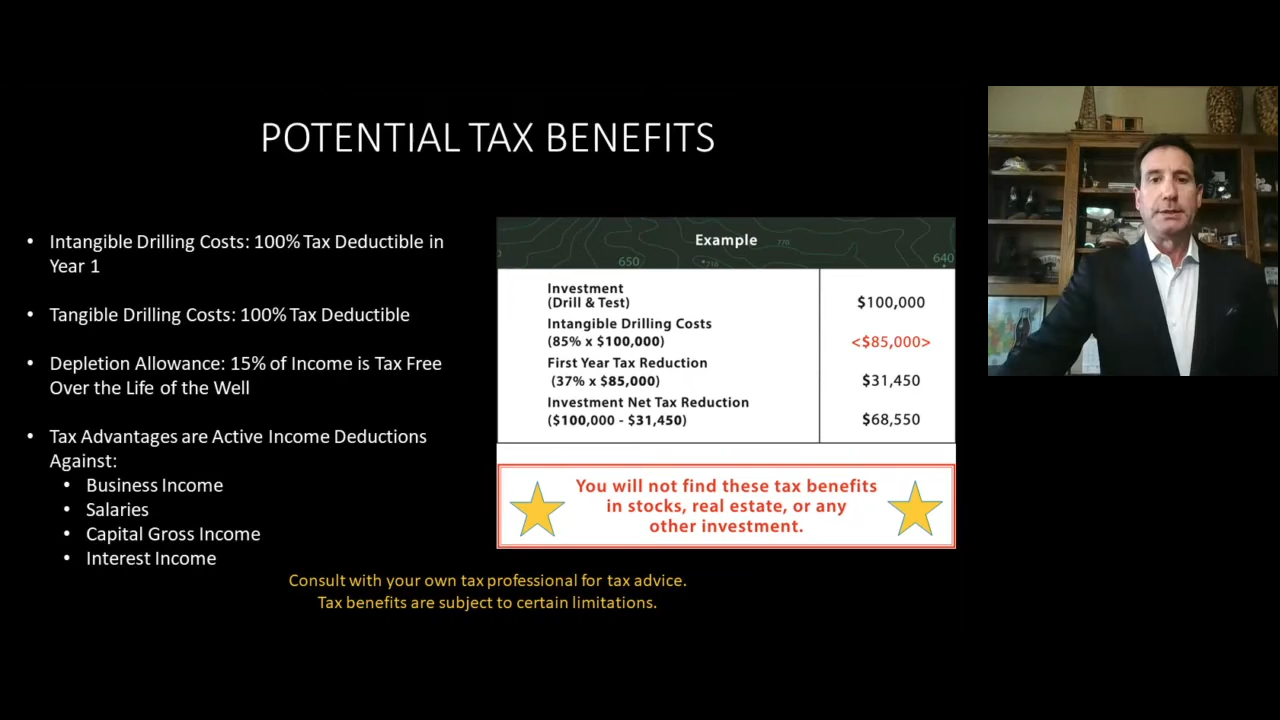 POTENTIAL TAX BENEFITS
• Intangible Drilling Costs: 100% Tax Deductible in
Year 1
• Tangible Drilling Costs: 100% Tax Deductible
• Depletion Allowance: 15% of Income is Tax Free
Over the Life of the Well
• Tax Advantages are Active Income Deductions
Against:
• Business Income
• Salaries
• Capital Gross Income
• Interest Income
Example
770
650
640
Investment
(Drill & Test)
$100,000
Intangible Drilling Costs
(85% x $100,000)
<$85,000>
First Year Tax Reduction
(37% x $85,000)
$31,450
Investment Net Tax Reduction
($100,000 - $31,450)
$68,550
You will not find these tax benefits
in stocks, real estate, or any
other investment.
Consult with your own tax professional for tax advice.
Tax benefits are subject to certain limitations.